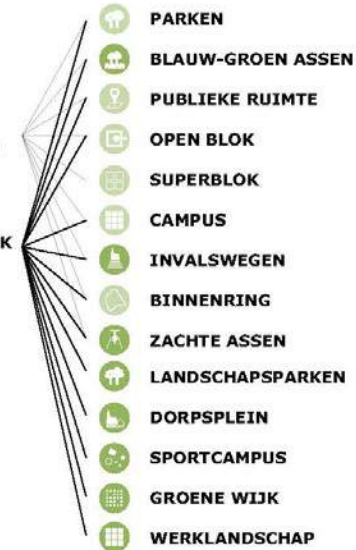 PARKEN
BLAUW-GROEN ASSEN
PUBLIEKE RUIMTE
OPEN BLOK
SUPERBLOK
K
CAMPUS
INVALSWEGEN
BINNENRING
ZACHTE ASSEN
LANDSCHAPSPARKEN
DORPSPLEIN
SPORTCAMPUS
GROENE WIJK
WERKLANDSCHAP